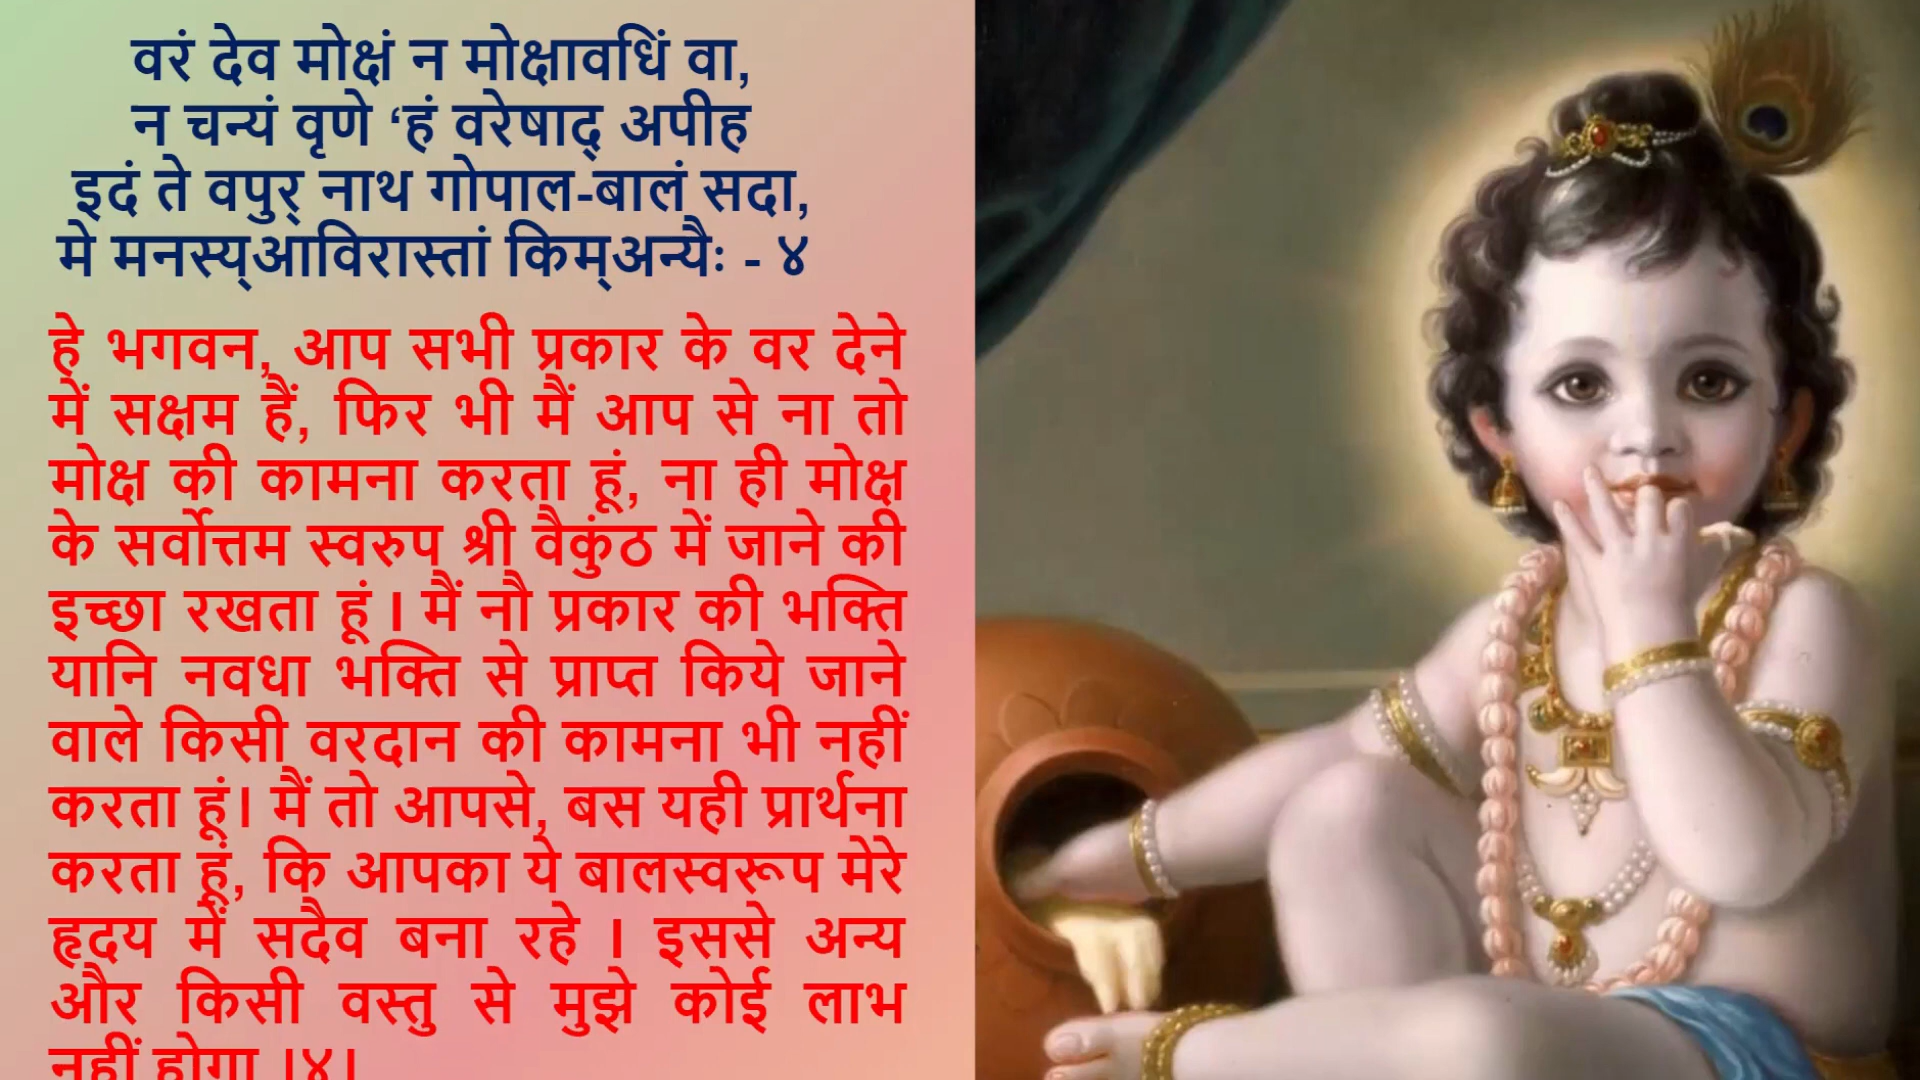 वरं देव मोक्षं न मोक्षावधिं वा,
न चन्यं वृणे ‘हं वरेषाद् अपीह
इदं ते वपुर् नाथ गोपाल-बालं सदा,
मे मनस्य्आविरास्तां किम्अन्यैः - ४
हे भगवन, आप सभी प्रकार के वर देने
में सक्षम हैं, फिर भी मैं आप से ना तो
मोक्ष की कामना करता हूं, ना ही मोक्ष
के सर्वोत्तम स्वरुप श्री वैकुंठ में जाने की
इच्छा रखता हूं । मैं नौ प्रकार की भक्ति
यानि नवधा भक्ति से प्राप्त किये जाने
वाले किसी वरदान की कामना भी नहीं
करता हूं। मैं तो आपसे, बस यही प्रार्थना
करता हूं, कि आपका ये बालस्वरूप मेरे
हृदय में सदैव बना रहे । इससे अन्य
और किसी वस्तु से मुझे कोई लाभ
नहीं होगा ।४।